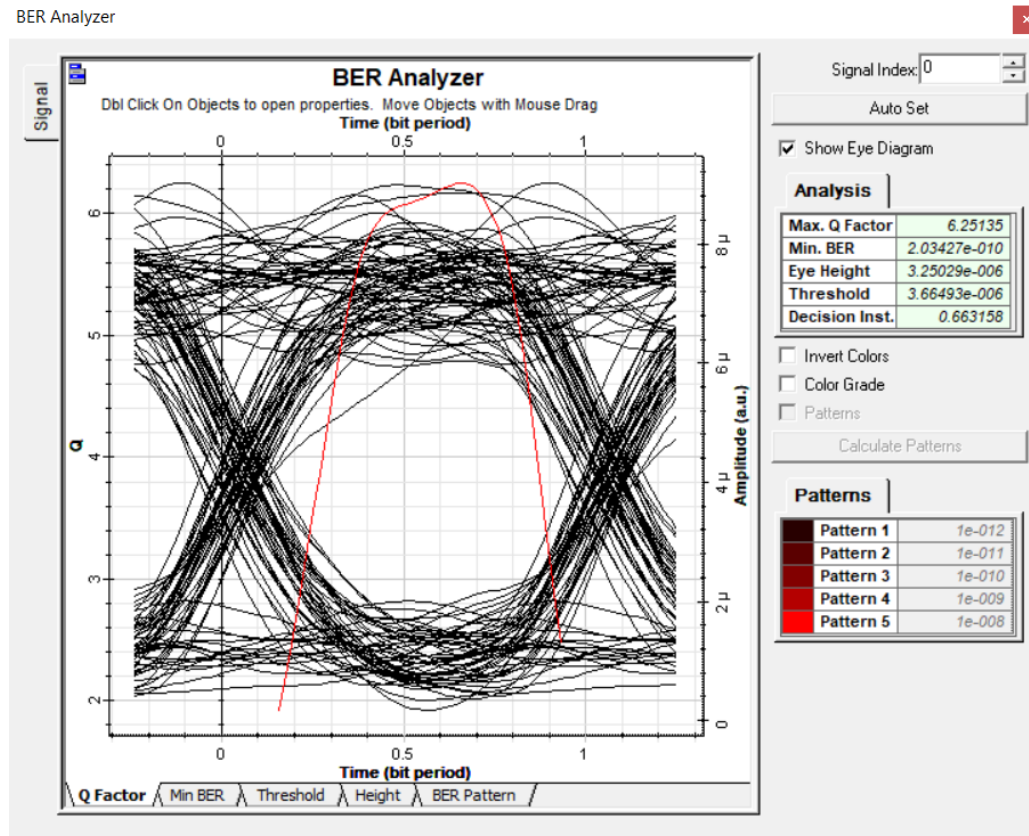 BER Analyzer
Signal
BER Analyzer
Dbl Click On Objects to open properties. Move Objects with Mouse Drag
Time (bit period)
0 0.5 1
Q
6
5
4
3
2
8 µ
6 µ
4 µ
2 µ
0
Amplitude (a.u.)
0 0.5 1
Time (bit period)
Q Factor Min BER Threshold Height BER Pattern
Signal Index: 0
Auto Set
Show Eye Diagram
Analysis
Max. Q Factor 6.25135
Min. BER 2.03427e-010
Eye Height 3.25029e-006
Threshold 3.66493e-006
Decision Inst. 0.663158
Invert Colors
Color Grade
Patterns
Calculate Patterns
Patterns
Pattern 1 1e-012
Pattern 2 1e-011
Pattern 3 1e-010
Pattern 4 1e-009
Pattern 5 1e-008